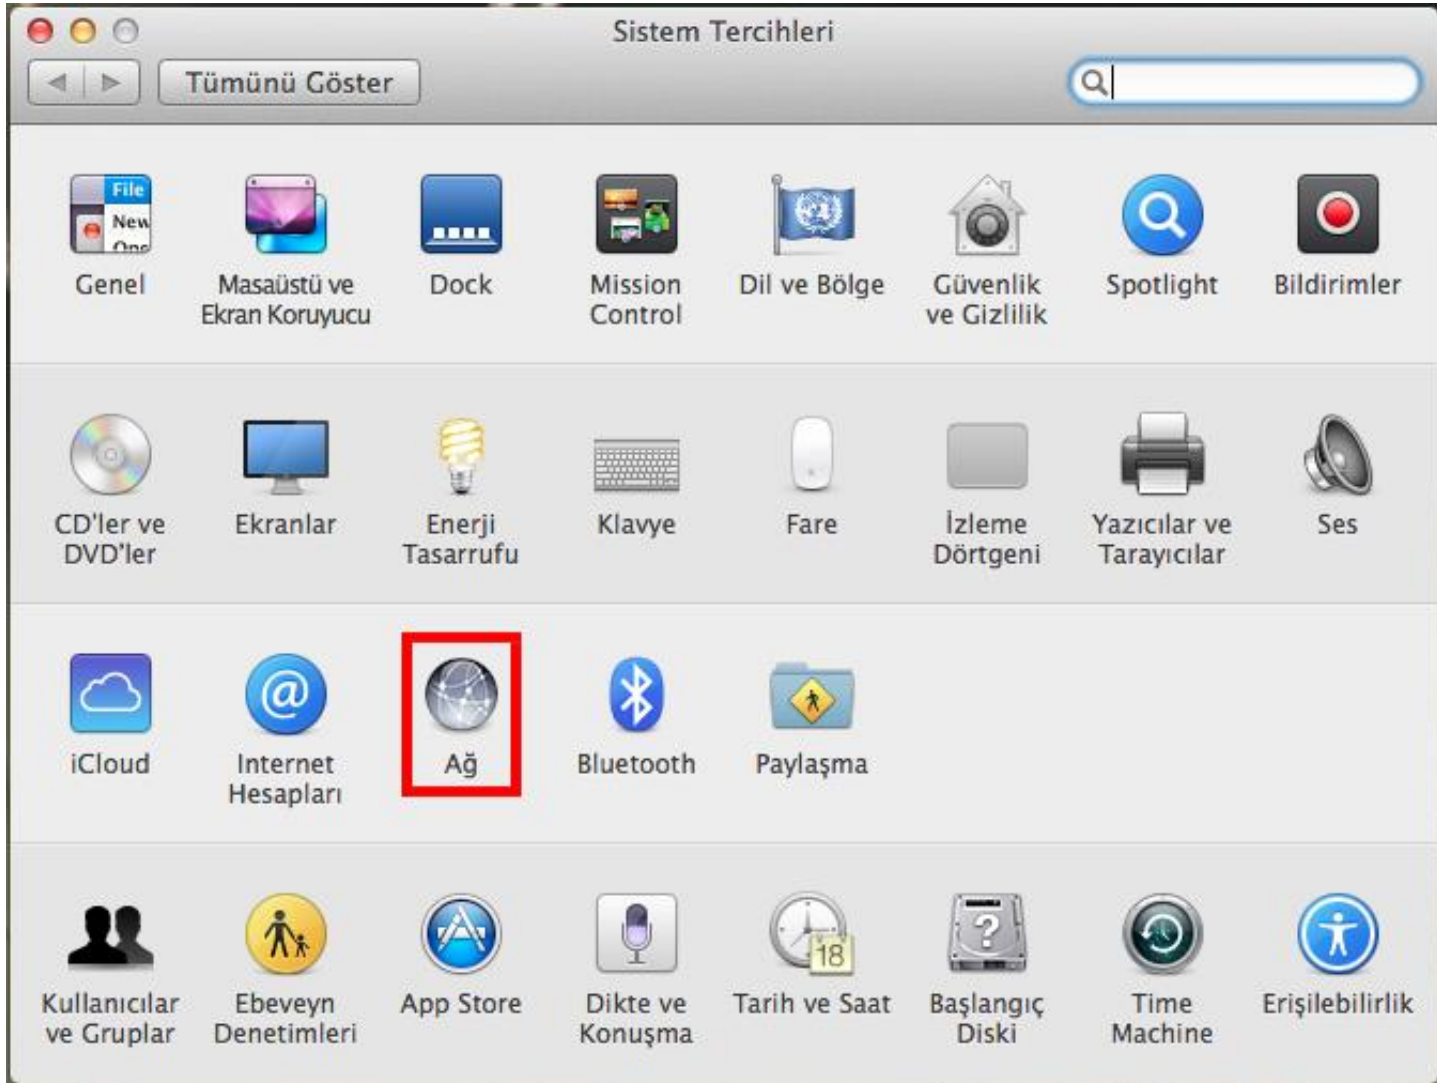 Sistem Tercihleri
Tümünü Göster
File
New
Genel
Masaüstü ve
Ekran Koruyucu
Dock
Mission
Control
Dil ve Bölge
Güvenlik
ve Gizlilik
Spotlight
Bildirimler
CD'ler ve
DVD'ler
Ekranlar
Enerji
Tasarrufu
Klavye
Fare
İzleme
Dörtgeni
Yazıcılar ve
Tarayıcılar
Ses
iCloud
@
Internet
Hesapları
Ağ
Bluetooth
Paylaşma
Kullanıcılar
ve Gruplar
Ebeveyn
Denetimleri
App Store
Dikte ve
Konuşma
18
Tarih ve Saat
?
Başlangıç
Diski
Time
Machine
Erişilebilirlik